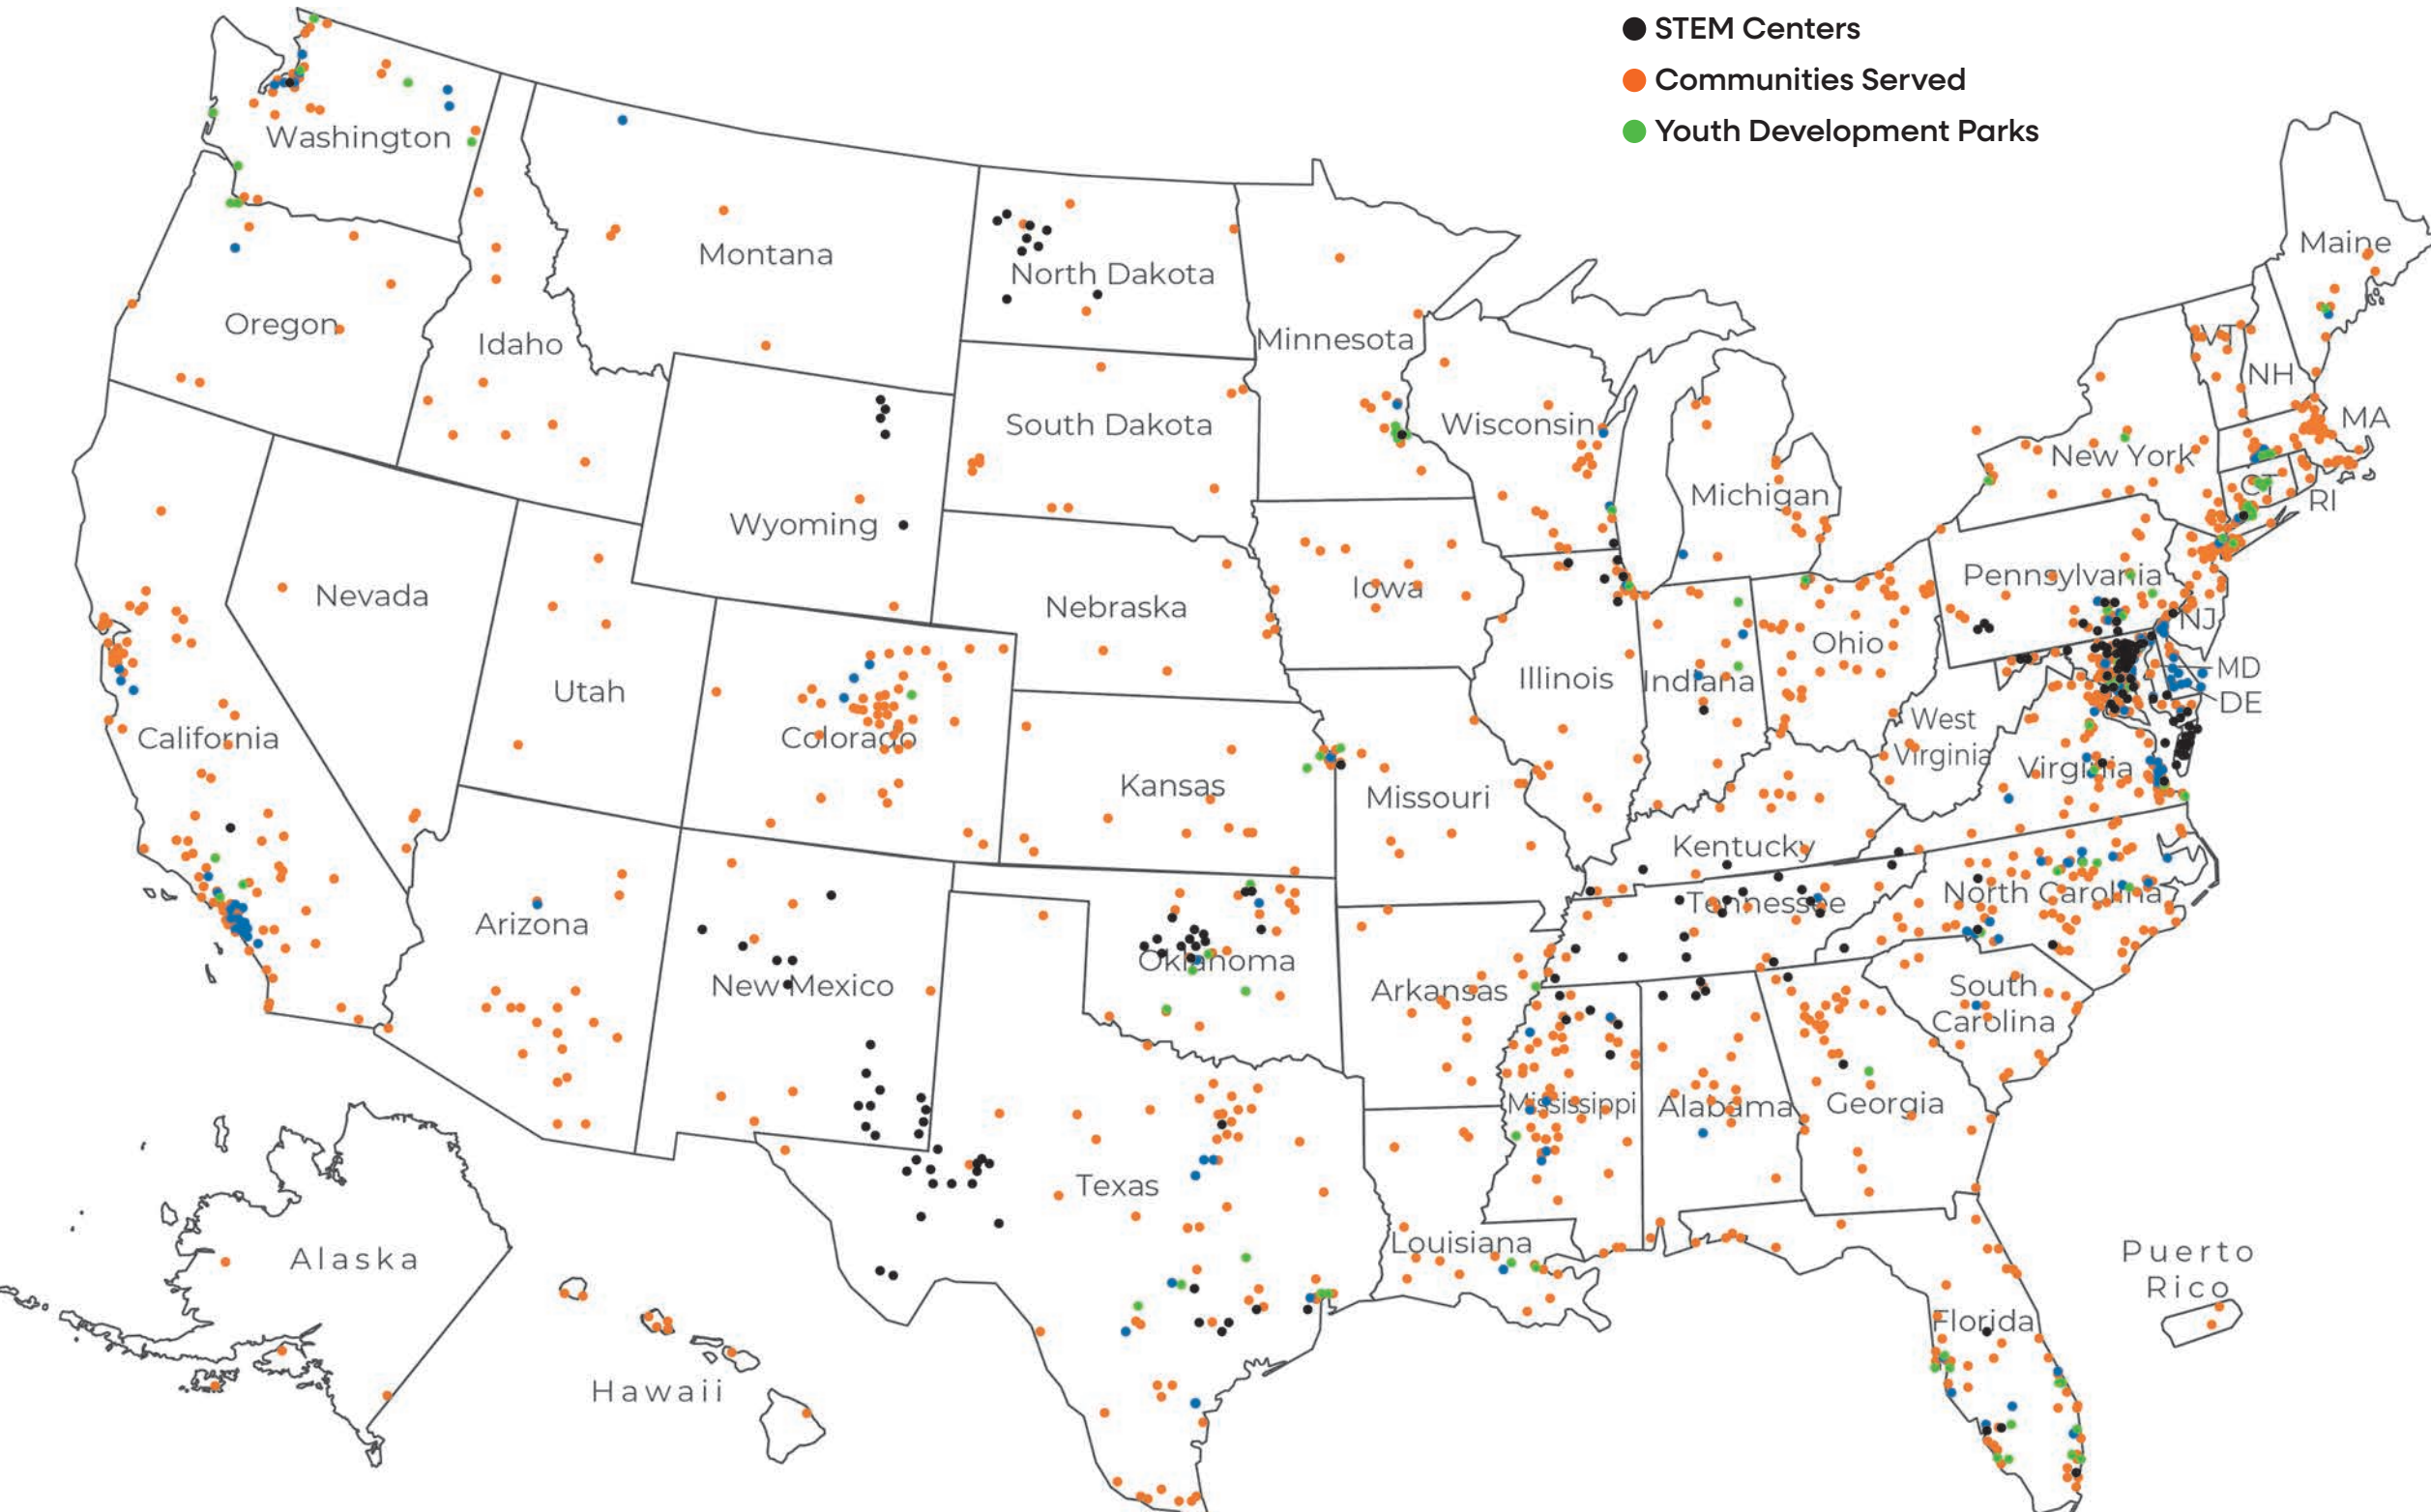 STEM Centers
Communities Served
Youth Development Parks
Washington
Montana
North Dakota
Minnesota
Maine
Oregon
Idaho
VT
NH
MA
South Dakota
Wisconsin
New York
Michigan
CT
RI
Wyoming
Nevada
Nebraska
Iowa
Pennsylvania
NJ
Ohio
Utah
Illinois
Indiana
MD
DE
California
Colorado
Kansas
Missouri
West
Virginia
Virginia
Kentucky
Arizona
New Mexico
Oklahoma
Arkansas
Tennessee
North Carolina
South
Carolina
Mississippi
Alabama
Georgia
Texas
Louisiana
Alaska
Hawaii
Florida
Puerto
Rico